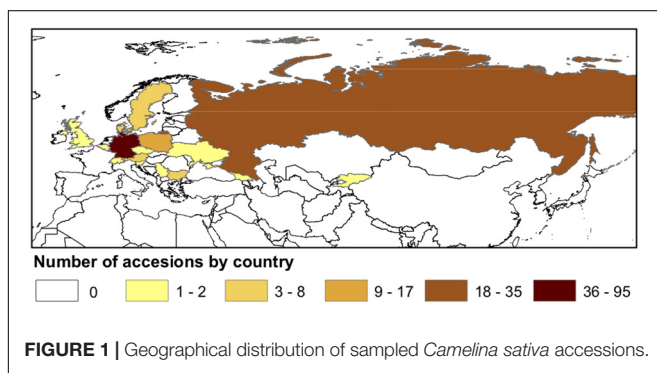 Number of accesions by country
0 1 - 2 3 - 8 9 - 17 18 - 35 36 - 95
FIGURE 1 | Geographical distribution of sampled Camelina sativa accessions.